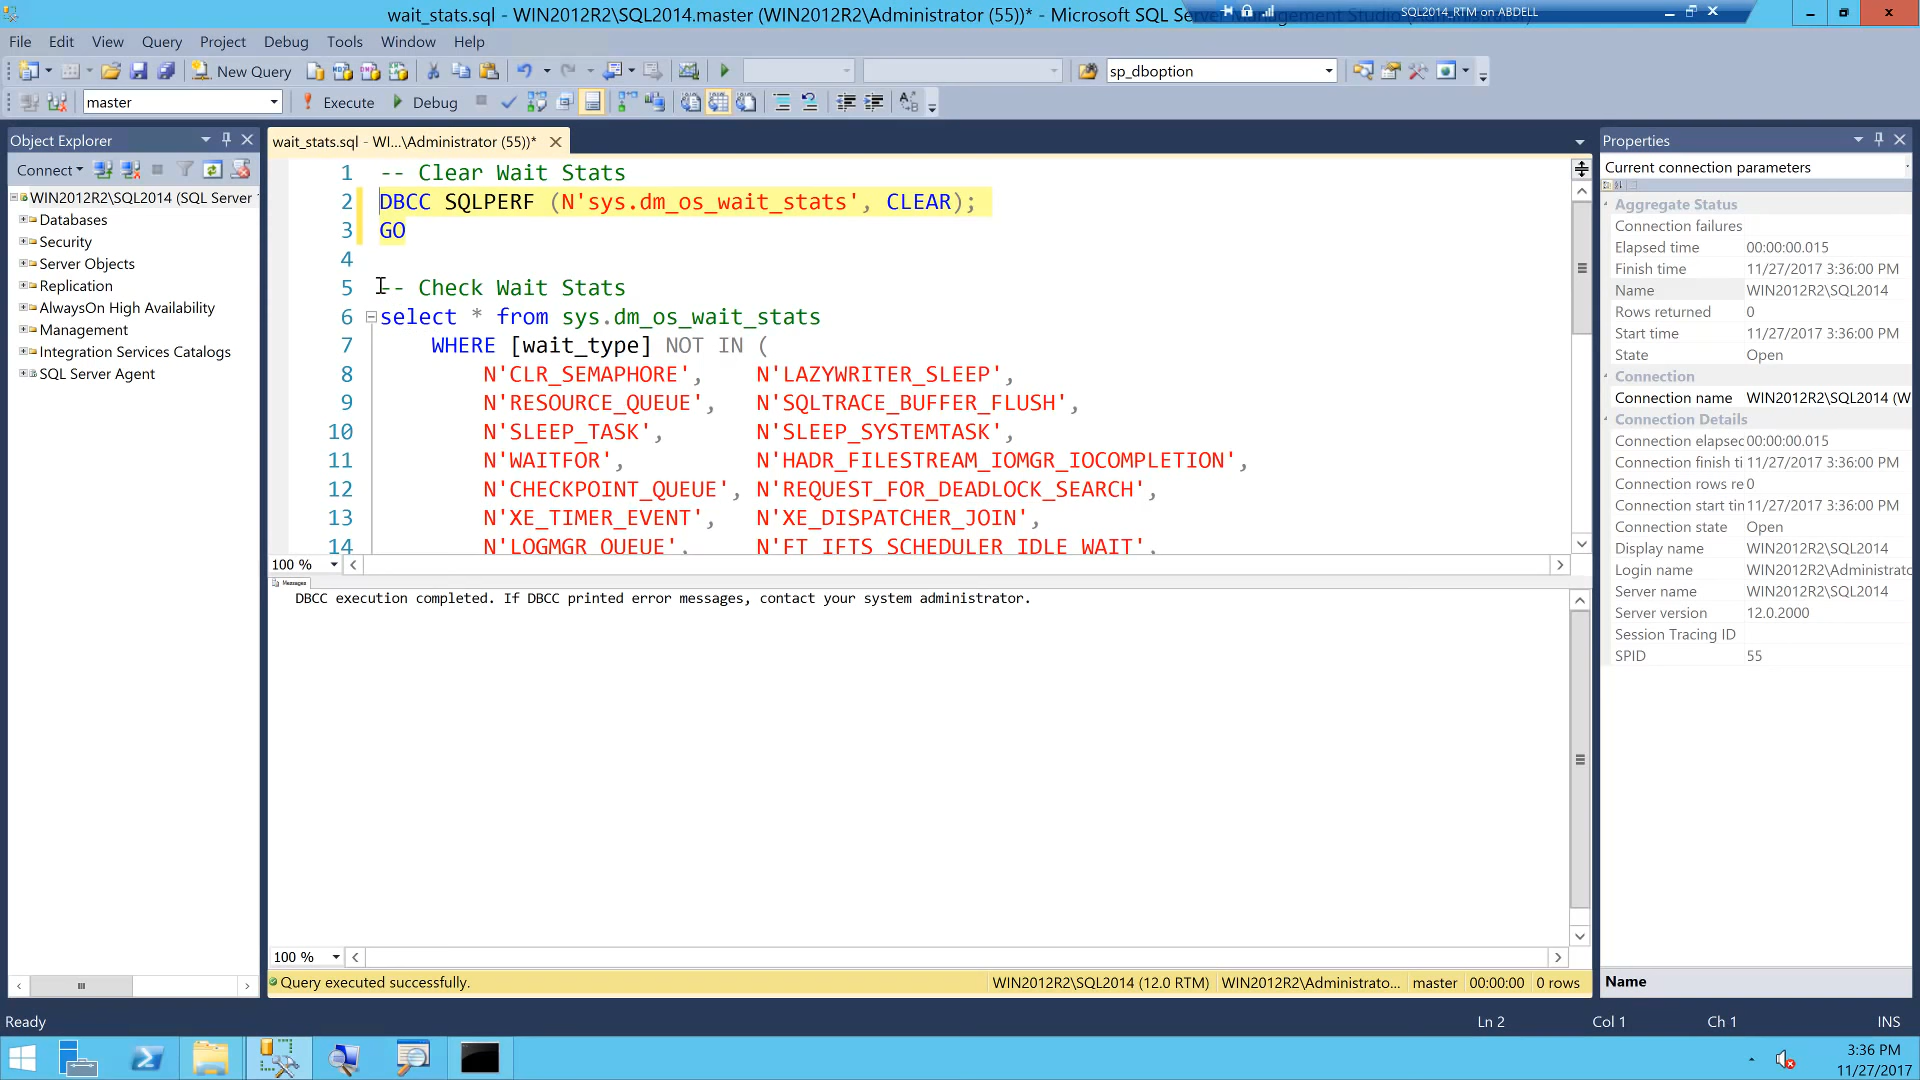 wait_stats.sql - WIN2012R2\SQL2014.master (WIN2012R2\Administrator (55))* - Microsoft SQL Server Management Studio (Administrator)
SQL2014_RTM on ABDELL
File Edit View Query Project Debug Tools Window Help
New Query
sp_dboption
master
Execute
Debug
Object Explorer
Connect
WIN2012R2\SQL2014 (SQL Server
Databases
Security
Server Objects
Replication
AlwaysOn High Availability
Management
Integration Services Catalogs
SQL Server Agent
wait_stats.sql - WI...\Administrator (55))*
1 -- Clear Wait Stats
2 DBCC SQLPERF (N'sys.dm_os_wait_stats', CLEAR);
3 GO
4
5 -- Check Wait Stats
6 select * from sys.dm_os_wait_stats
7 WHERE [wait_type] NOT IN (
8 N'CLR_SEMAPHORE', N'LAZYWRITER_SLEEP',
9 N'RESOURCE_QUEUE', N'SQLTRACE_BUFFER_FLUSH',
10 N'SLEEP_TASK', N'SLEEP_SYSTEMTASK',
11 N'WAITFOR', N'HADR_FILESTREAM_IOMGR_IOCOMPLETION',
12 N'CHECKPOINT_QUEUE', N'REQUEST_FOR_DEADLOCK_SEARCH',
13 N'XE_TIMER_EVENT', N'XE_DISPATCHER_JOIN',
14 N'LOGMGR_QUEUE', N'FT_IFTS_SCHEDULER_IDLE_WAIT',
100 %
Messages
DBCC execution completed. If DBCC printed error messages, contact your system administrator.
100 %
Query executed successfully.
WIN2012R2\SQL2014 (12.0 RTM)
WIN2012R2\Administrato...
master
00:00:00
0 rows
Properties
Current connection parameters
Aggregate Status
Connection failures
Elapsed time 00:00:00.015
Finish time 11/27/2017 3:36:00 PM
Name WIN2012R2\SQL2014
Rows returned 0
Start time 11/27/2017 3:36:00 PM
State Open
Connection
Connection name WIN2012R2\SQL2014 (W
Connection Details
Connection elapsec 00:00:00.015
Connection finish ti 11/27/2017 3:36:00 PM
Connection rows re 0
Connection start tin 11/27/2017 3:36:00 PM
Connection state Open
Display name WIN2012R2\SQL2014
Login name WIN2012R2\Administrato
Server name WIN2012R2\SQL2014
Server version 12.0.2000
Session Tracing ID
SPID 55
Name
Ready
Ln 2
Col 1
Ch 1
INS
3:36 PM
11/27/2017